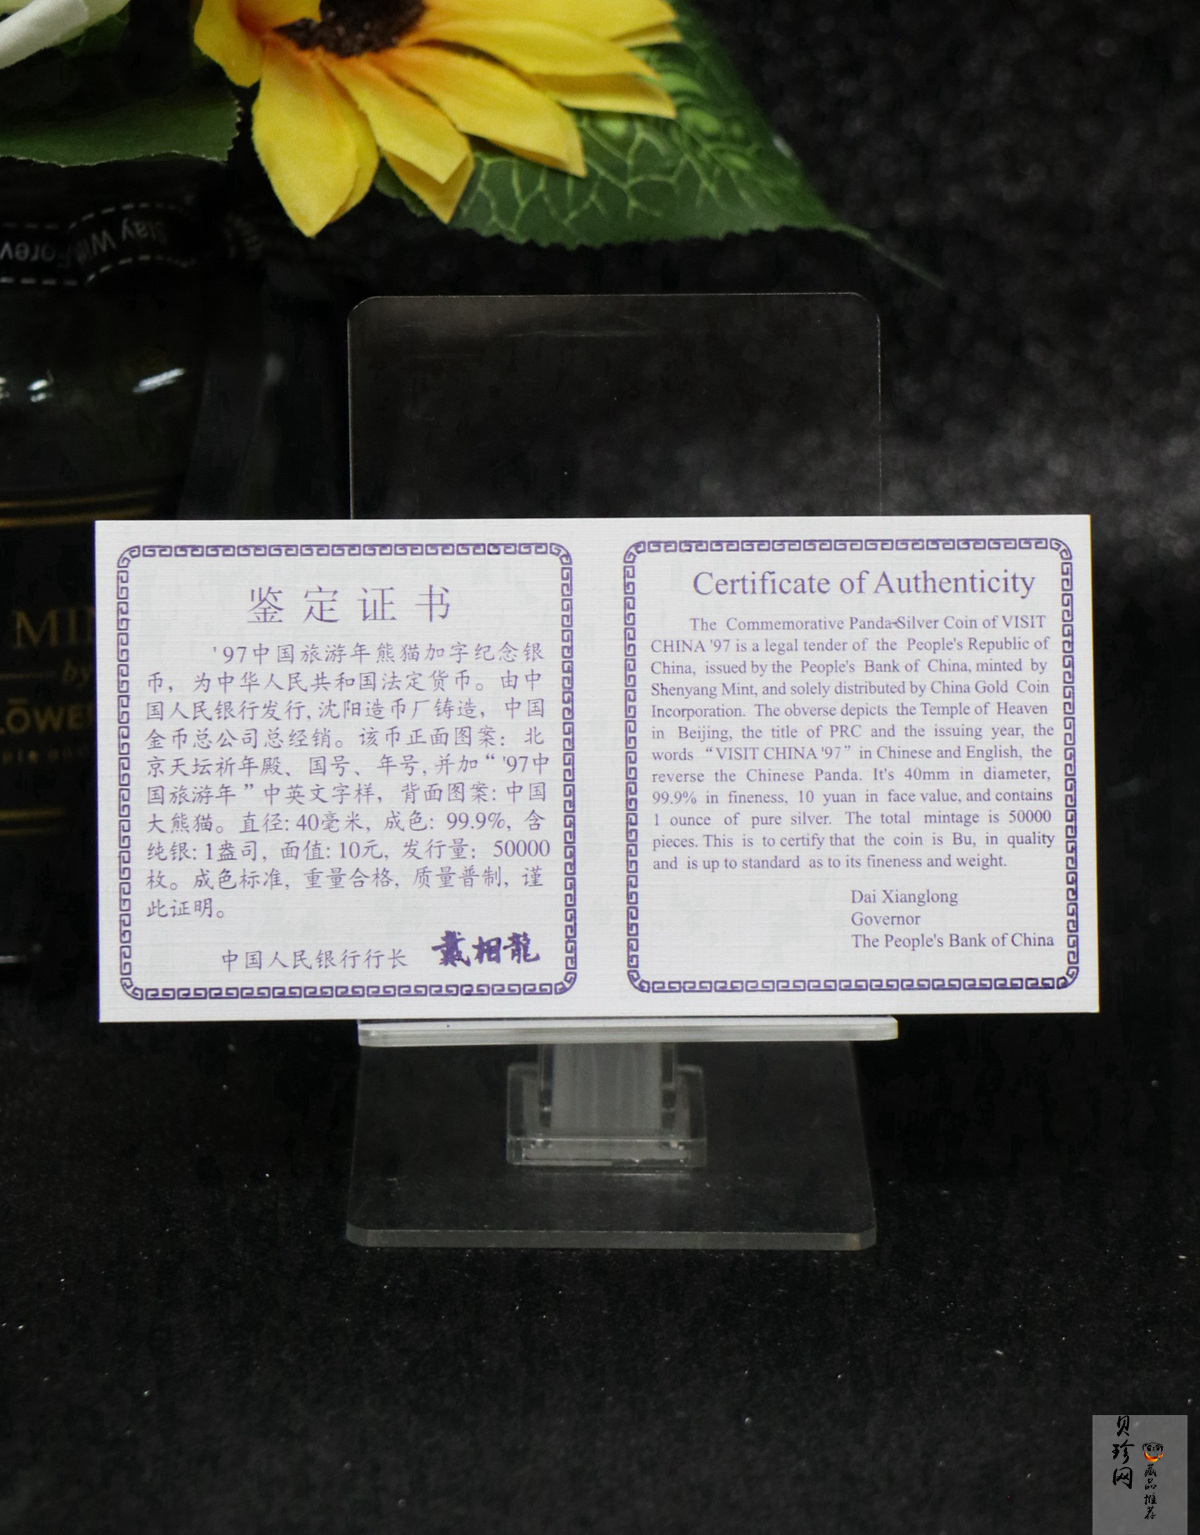 鉴定证书
'97中国旅游年熊猫加字纪念银
币，为中华人民共和国法定货币。由中
国人民银行发行,沈阳造币厂铸造，中国
金币总公司总经销。该币正面图案：北
京天坛祈年殿、国号、年号,并加“'97中
国旅游年”中英文字样，背面图案:中国
大熊猫。直径:40毫米，成色: 99.9%，含
纯银:1盎司，面值:10元，发行量： 50000
枚。成色标准，重量合格，质量普制，谨
此证明。
中国人民银行行长 戴相龍
Certificate of Authenticity
The Commemorative Panda-Silver Coin of VISIT
CHINA '97 is a legal tender of the People's Republic of
China, issued by the People's Bank of China, minted by
Shenyang Mint, and solely distributed by China Gold Coin
Incorporation. The obverse depicts the Temple of Heaven
in Beijing, the title of PRC and the issuing year, the
words “VISIT CHINA '97” in Chinese and English, the
reverse the Chinese Panda. It's 40mm in diameter,
99.9% in fineness, 10 yuan in face value, and contains
1 ounce of pure silver. The total mintage is 50000
pieces. This is to certify that the coin is Bu, in quality
and is up to standard as to its fineness and weight.
Dai Xianglong
Governor
The People's Bank of China
Stay With
Forev
MIN
by
LŌWE
ple and
贝珍网
藏品推荐